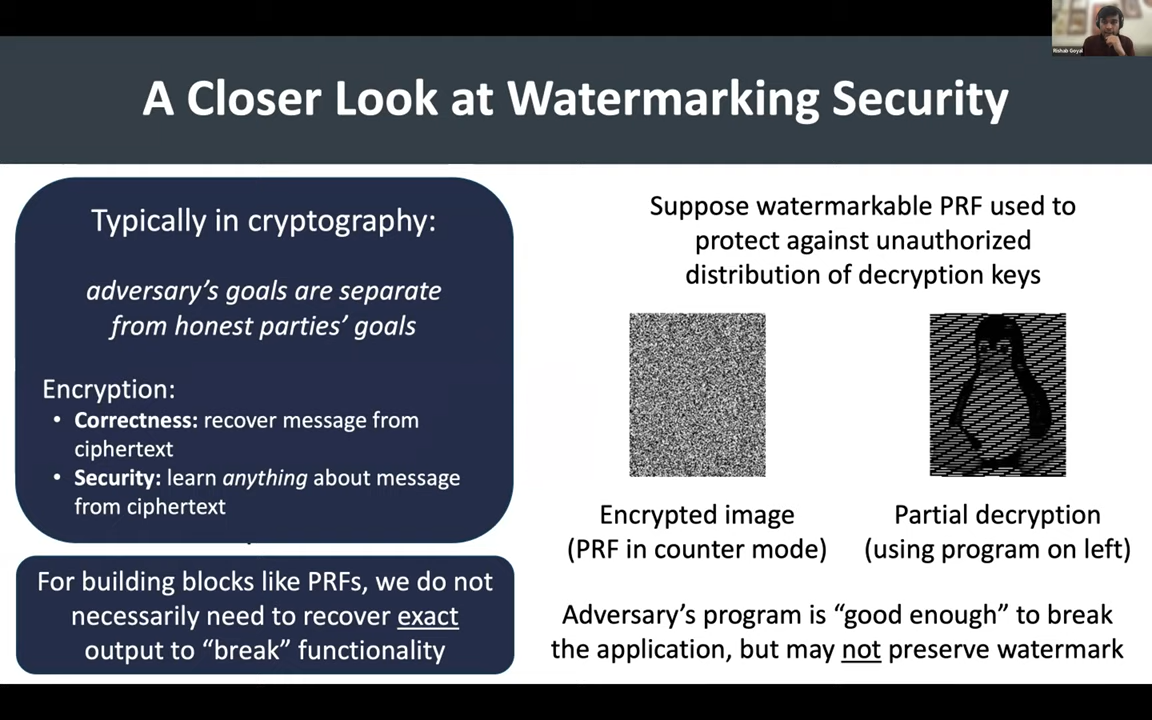 Rishab Goyal
A Closer Look at Watermarking Security
Typically in cryptography:
adversary's goals are separate
from honest parties' goals
Encryption:
• Correctness: recover message from
ciphertext
• Security: learn anything about message
from ciphertext
For building blocks like PRFs, we do not
necessarily need to recover exact
output to “break” functionality
Suppose watermarkable PRF used to
protect against unauthorized
distribution of decryption keys
Encrypted image
(PRF in counter mode)
Partial decryption
(using program on left)
Adversary's program is “good enough” to break
the application, but may not preserve watermark